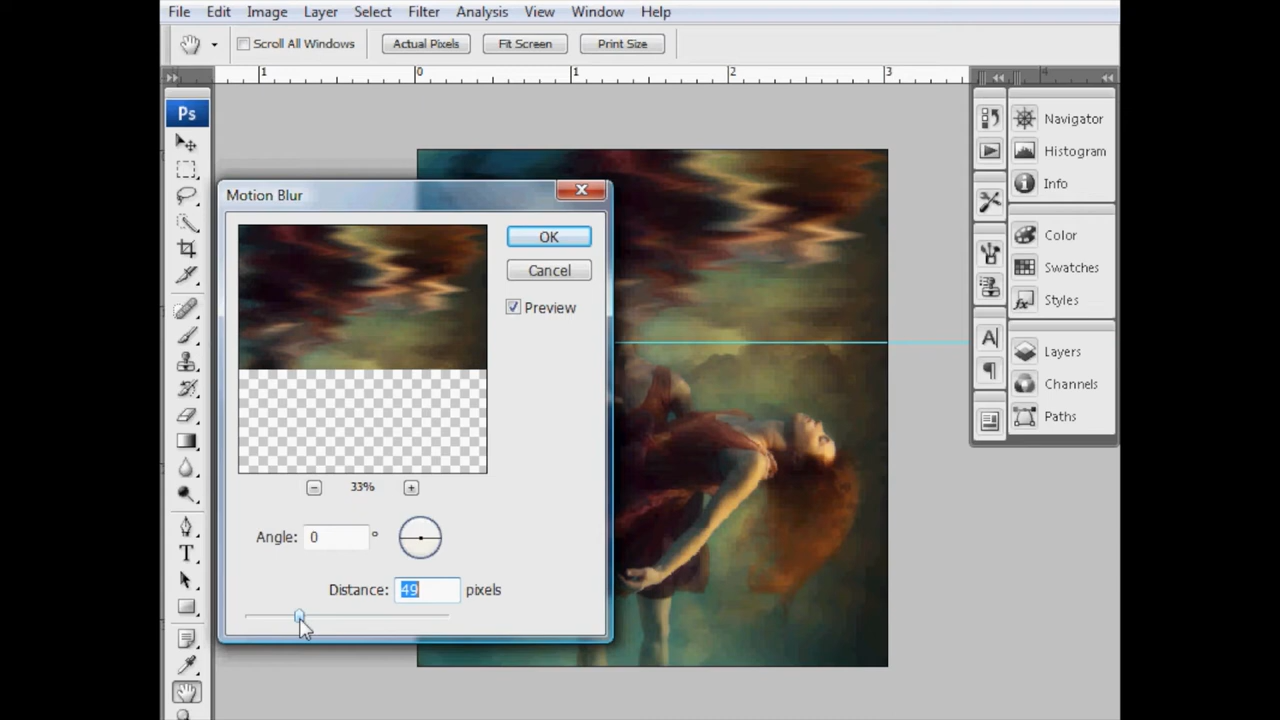 File Edit Image Layer Select Filter Analysis View Window Help
Scroll All Windows Actual Pixels Fit Screen Print Size
1 0 1 2 3 4
Ps
Navigator
Histogram
Info
Color
Swatches
Styles
Layers
Channels
Paths
Motion Blur
OK
Cancel
Preview
33%
Angle: 0 °
Distance: 49 pixels